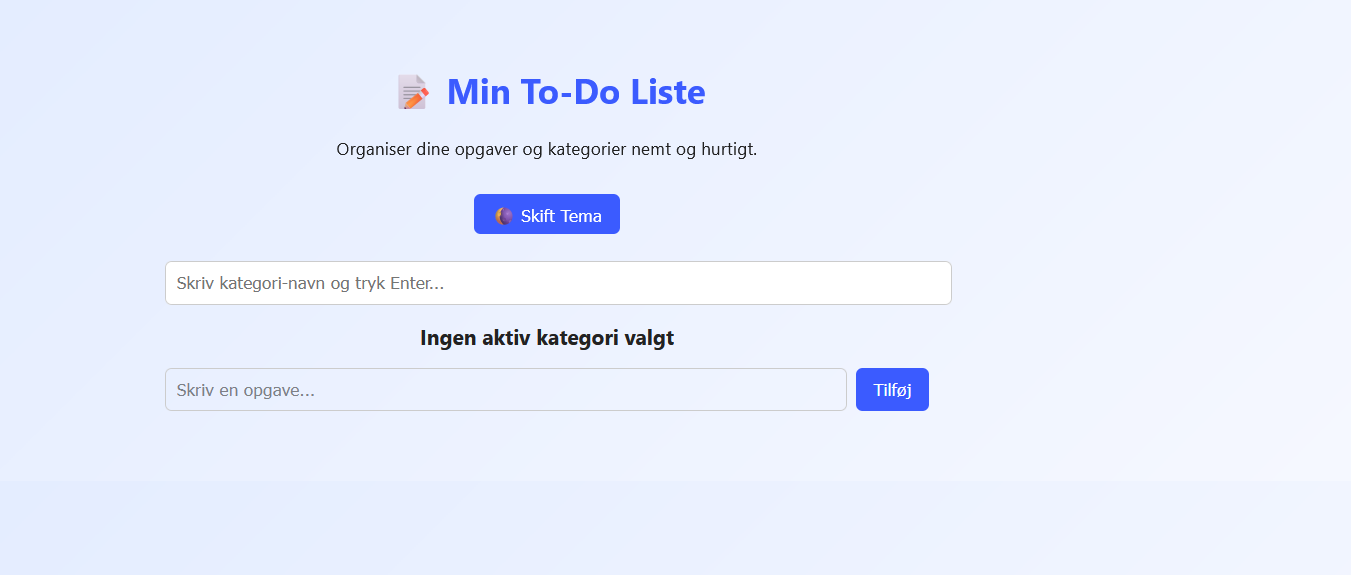 Min To-Do Liste
Organiser dine opgaver og kategorier nemt og hurtigt.
Skift Tema
Skriv kategori-navn og tryk Enter...
Ingen aktiv kategori valgt
Skriv en opgave...
Tilføj